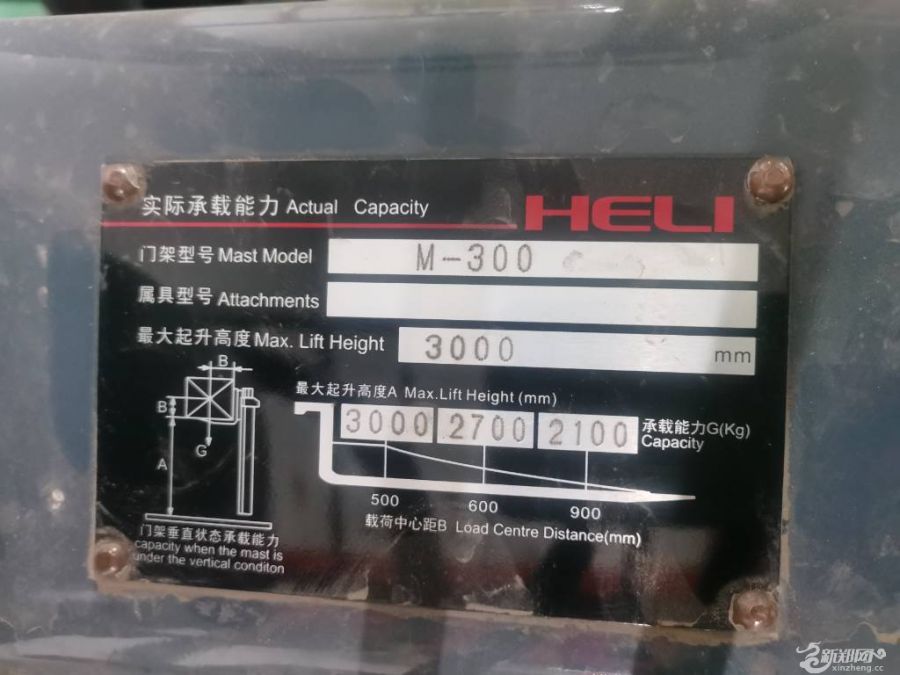 实际承载能力 Actual Capacity HELI
门架型号 Mast Model M-300
属具型号 Attachments
最大起升高度 Max. Lift Height 3000 mm
最大起升高度A Max.Lift Height (mm)
3000 2700 2100 承载能力G(Kg)
Capacity
B
B
G
A
500 600 900
载荷中心距B Load Centre Distance(mm)
门架垂直状态承载能力
capacity when the mast is
under the vertical conditon
新郑网
xinzheng.cc